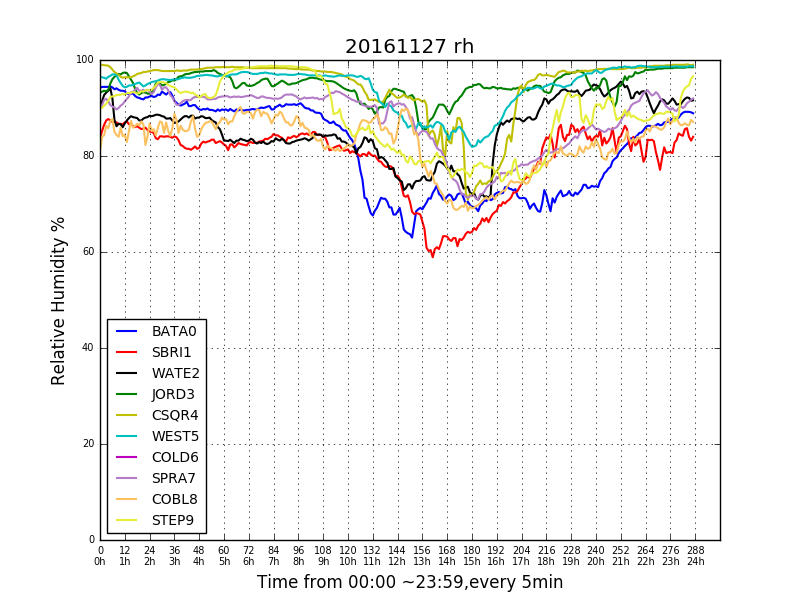 20161127 rh
100
80
60
40
20
0
Relative Humidity %
BATA0
SBRI1
WATE2
JORD3
CSQR4
WEST5
COLD6
SPRA7
COBL8
STEP9
0 12 24 36 48 60 72 84 96 108 120 132 144 156 168 180 192 204 216 228 240 252 264 276 288
0h 1h 2h 3h 4h 5h 6h 7h 8h 9h 10h 11h 12h 13h 14h 15h 16h 17h 18h 19h 20h 21h 22h 23h 24h
Time from 00:00 ~23:59,every 5min